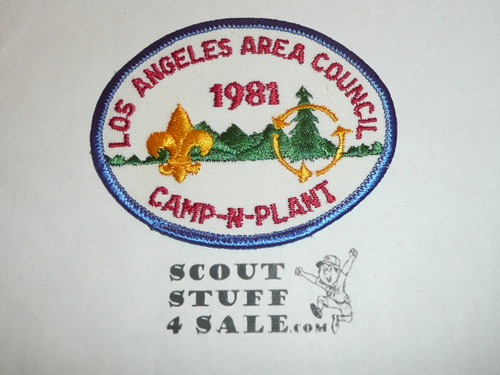 LOS ANGELES AREA COUNCIL
1981
CAMP-N-PLANT
SCOUT
STUFF
4 SALE.COM